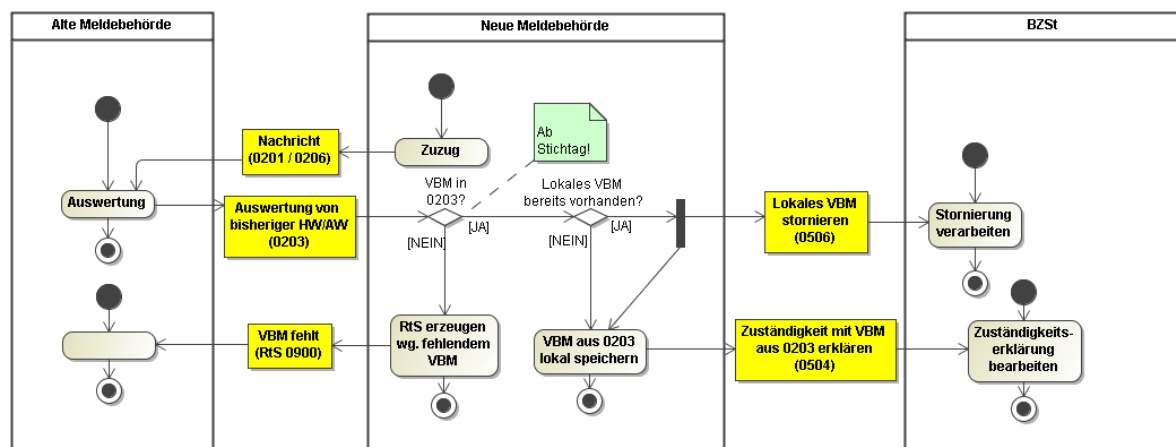 Alte Meldebehörde
Neue Meldebehörde
BZSt
Nachricht
(0201 / 0206)
Zuzug
Ab
Stichtag!
Auswertung
Auswertung von
bisheriger HW/AW
(0203)
VBM in
0203?
[JA]
[NEIN]
Lokales VBM
bereits vorhanden?
[JA]
[NEIN]
Lokales VBM
stornieren
(0506)
Stornierung
verarbeiten
VBM fehlt
(RtS 0900)
RtS erzeugen
wg. fehlendem
VBM
VBM aus 0203
lokal speichern
Zuständigkeit mit VBM
aus 0203 erklären
(0504)
Zuständigkeits-
erklärung
bearbeiten